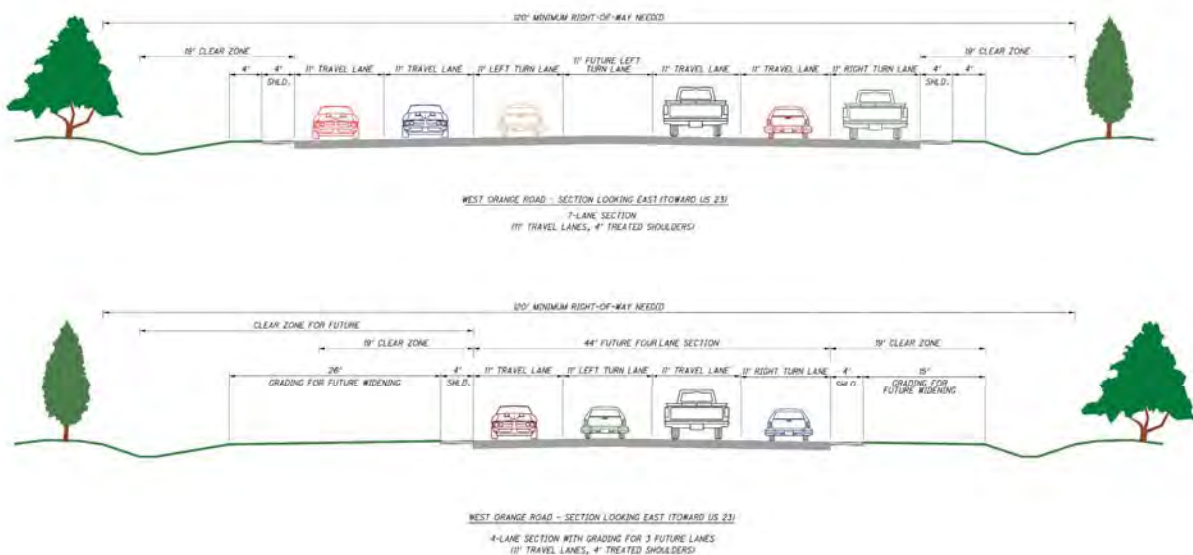 120' MINIMUM RIGHT-OF-WAY NEEDED
19' CLEAR ZONE
19' CLEAR ZONE
4'
4'
SHLD.
11' TRAVEL LANE
11' TRAVEL LANE
11' LEFT TURN LANE
11' FUTURE LEFT
TURN LANE
11' TRAVEL LANE
11' TRAVEL LANE
11' RIGHT TURN LANE
4'
SHLD.
4'
WEST ORANGE ROAD - SECTION LOOKING EAST (TOWARD US 23)
7-LANE SECTION
(11' TRAVEL LANES, 4' TREATED SHOULDERS)
120' MINIMUM RIGHT-OF-WAY NEEDED
CLEAR ZONE FOR FUTURE
19' CLEAR ZONE
44' FUTURE FOUR LANE SECTION
19' CLEAR ZONE
26'
GRADING FOR FUTURE WIDENING
4'
SHLD.
11' TRAVEL LANE
11' LEFT TURN LANE
11' TRAVEL LANE
11' RIGHT TURN LANE
4'
SHLD.
15'
GRADING FOR
FUTURE WIDENING
WEST ORANGE ROAD - SECTION LOOKING EAST (TOWARD US 23)
4-LANE SECTION WITH GRADING FOR 3 FUTURE LANES
(11' TRAVEL LANES, 4' TREATED SHOULDERS)